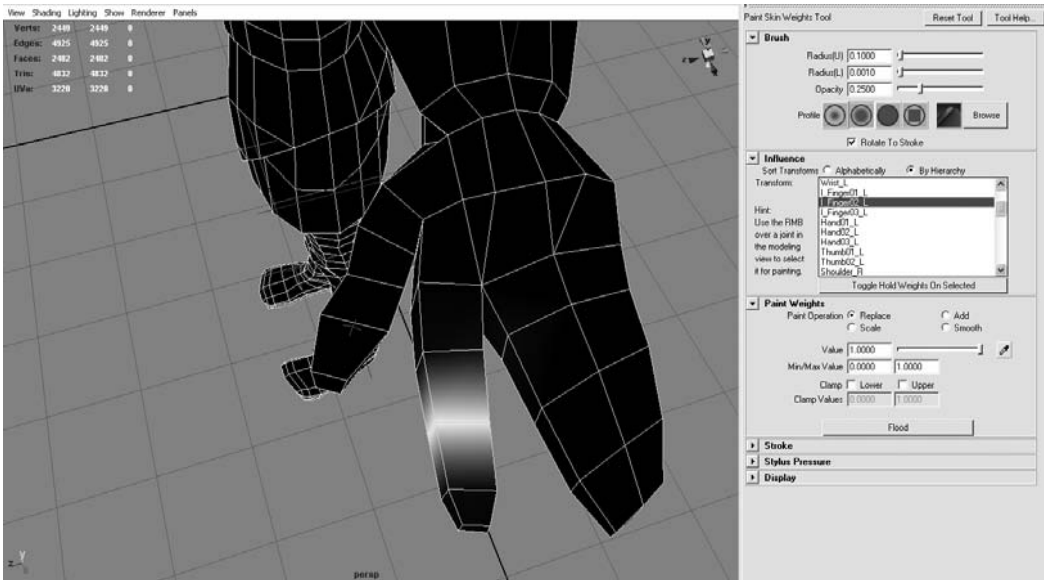 View Shading Lighting Show Renderer Panels
Verts: 2449 2449 0
Edges: 4925 4925 0
Faces: 2482 2482 0
Tris: 4832 4832 0
UVs: 3220 3220 0
y
z y
persp
Paint Skin Weights Tool Reset Tool Tool Help...
Brush
Radius(U) 0.1000
Radius(L) 0.0010
Opacity 0.2500
Profile Browse
Rotate To Stroke
Influence
Sort Transforms Alphabetically By Hierarchy
Transform:
Hint:
Use the RMB
over a joint in
the modeling
view to select
it for painting.
Wrist_L
I_Finger01_L
I_Finger02_L
I_Finger03_L
Hand01_L
Hand02_L
Hand03_L
Thumb01_L
Thumb02_L
Shoulder_R
Toggle Hold Weights On Selected
Paint Weights
Paint Operation Replace Add
Scale Smooth
Value 1.0000
Min/Max Value 0.0000 1.0000
Clamp Lower Upper
Clamp Values 0.0000 1.0000
Flood
Stroke
Stylus Pressure
Display